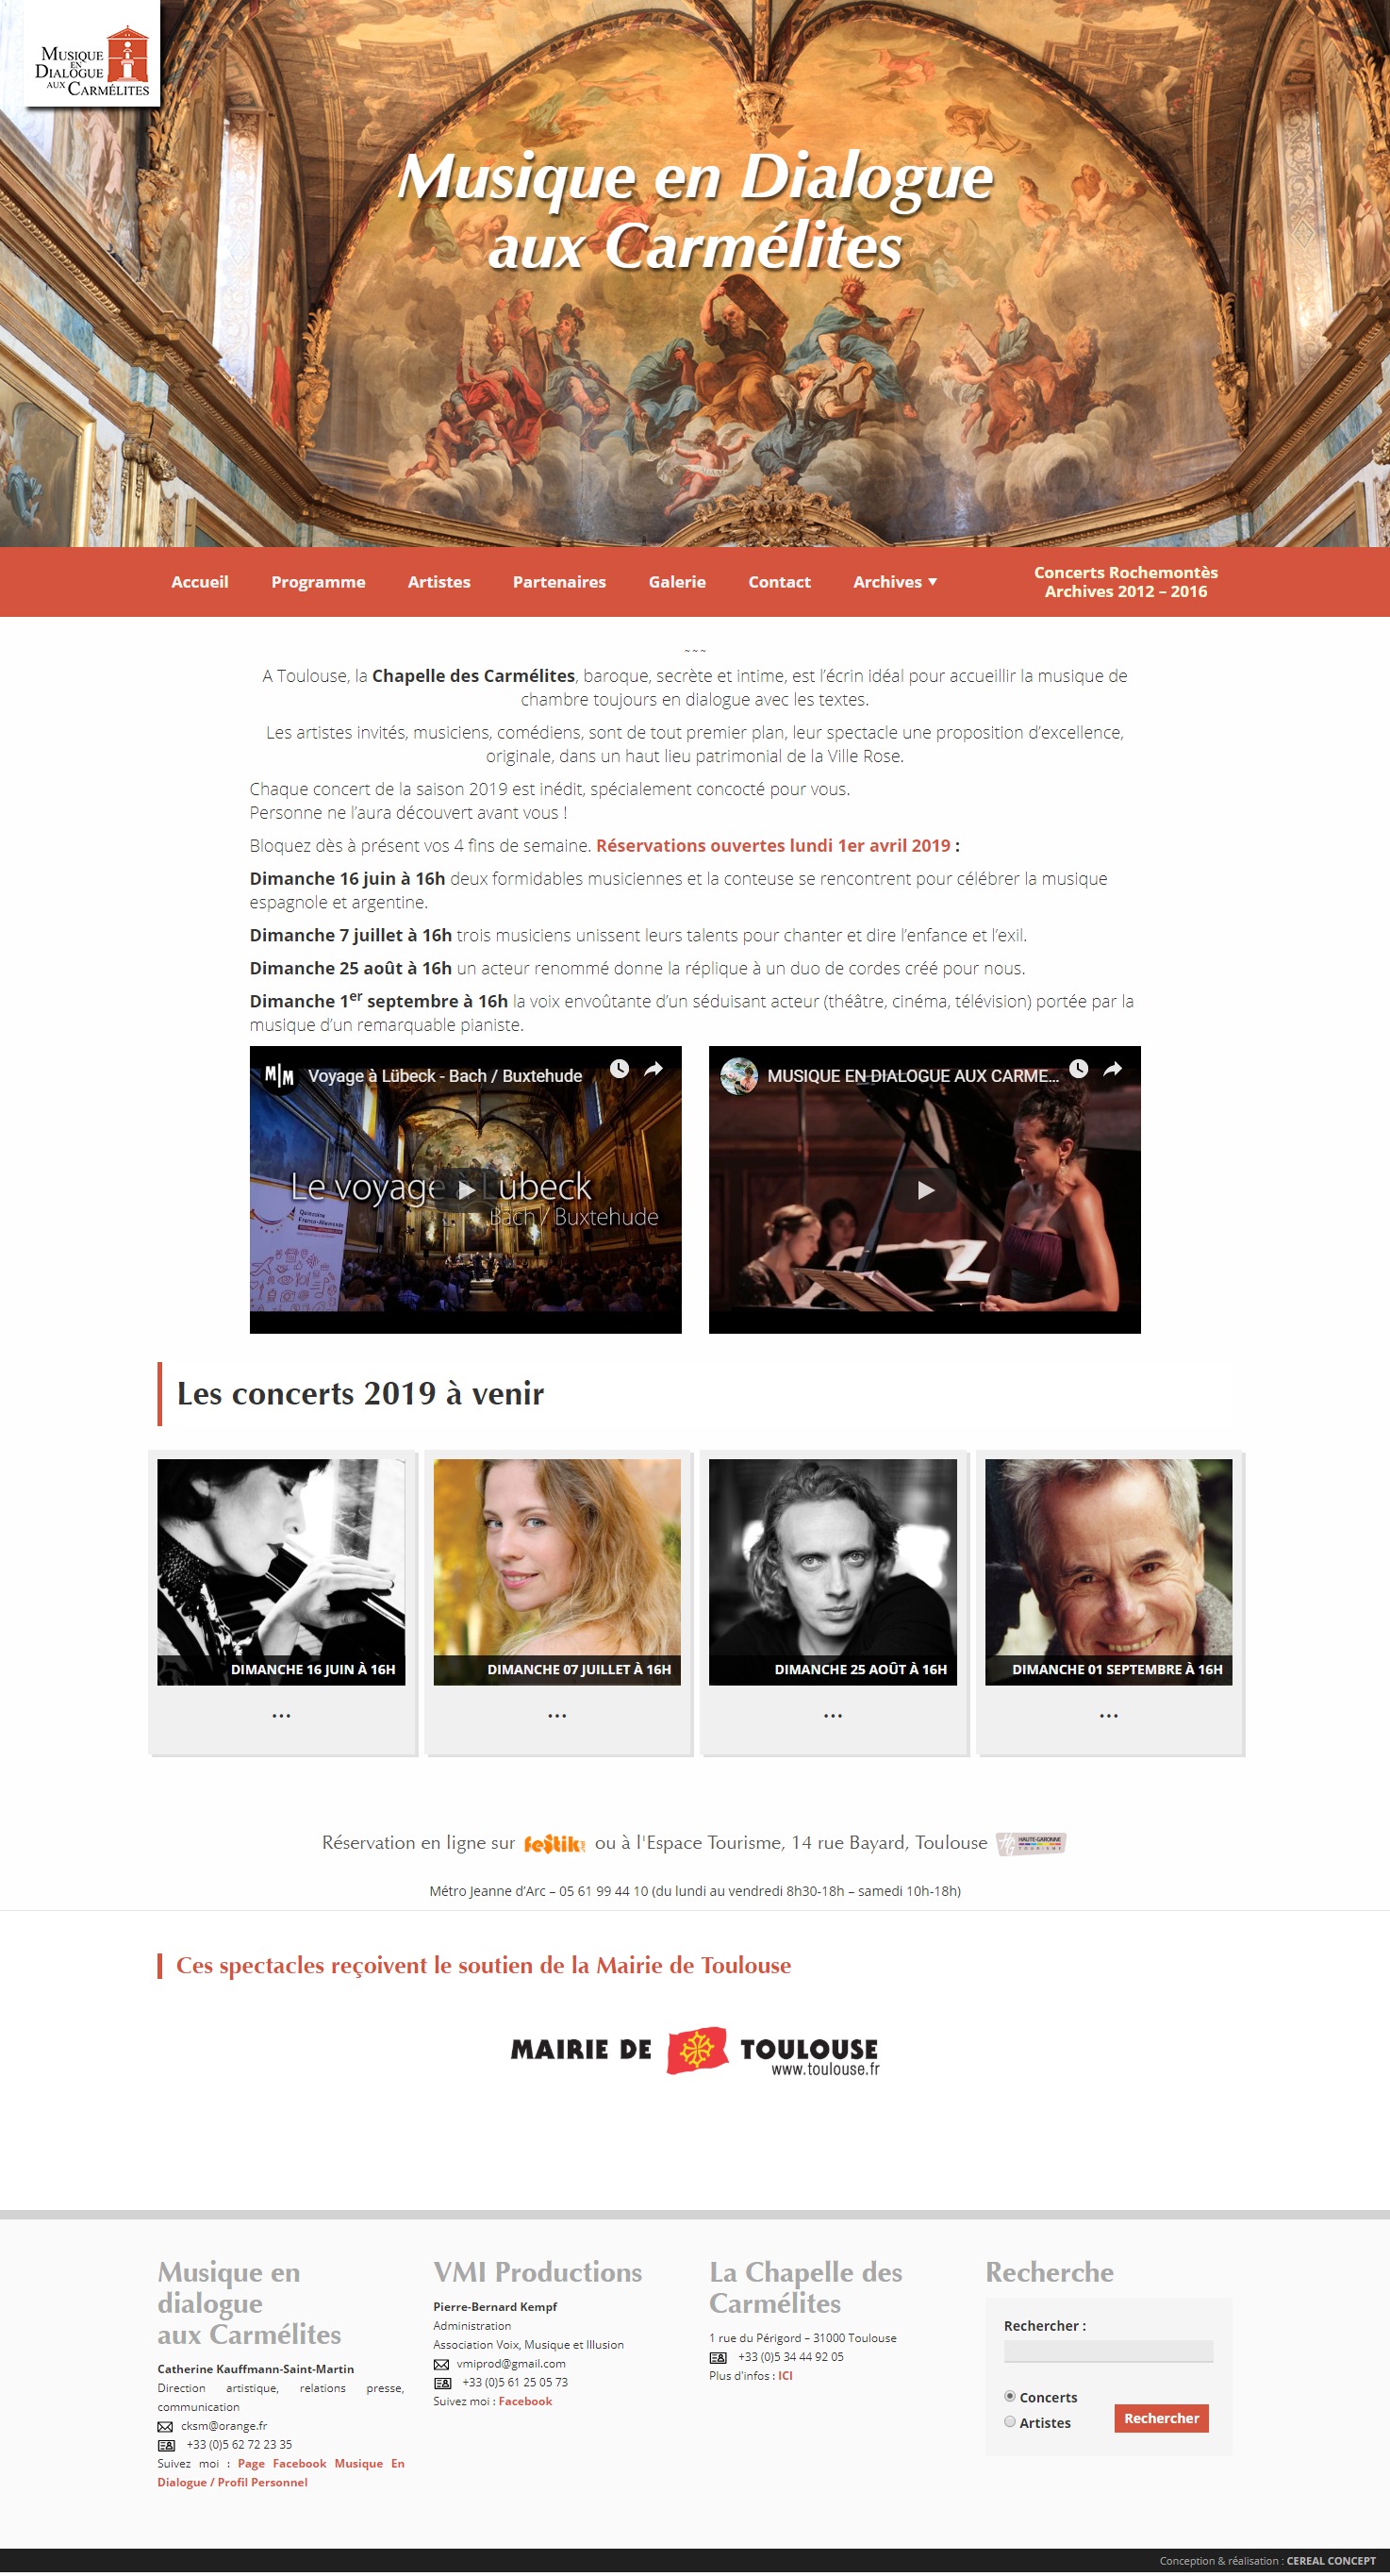 MUSIQUE
EN
DIALOGUE
AUX CARMÉLITES
Musique en Dialogue
aux Carmélites
Accueil
Programme
Artistes
Partenaires
Galerie
Contact
Archives
Concerts Rochemontès
Archives 2012 – 2016
~~~
A Toulouse, la Chapelle des Carmélites, baroque, secrète et intime, est l’écrin idéal pour accueillir la musique de
chambre toujours en dialogue avec les textes.
Les artistes invités, musiciens, comédiens, sont de tout premier plan, leur spectacle une proposition d’excellence,
originale, dans un haut lieu patrimonial de la Ville Rose.
Chaque concert de la saison 2019 est inédit, spécialement concocté pour vous.
Personne ne l’aura découvert avant vous !
Bloquez dès à présent vos 4 fins de semaine. Réservations ouvertes lundi 1er avril 2019 :
Dimanche 16 juin à 16h deux formidables musiciennes et la conteuse se rencontrent pour célébrer la musique
espagnole et argentine.
Dimanche 7 juillet à 16h trois musiciens unissent leurs talents pour chanter et dire l’enfance et l’exil.
Dimanche 25 août à 16h un acteur renommé donne la réplique à un duo de cordes créé pour nous.
Dimanche 1er septembre à 16h la voix envoûtante d’un séduisant acteur (théâtre, cinéma, télévision) portée par la
musique d’un remarquable pianiste.
M|M Voyage à Lübeck - Bach / Buxtehude
Le voyage Lübeck
Bach / Buxtehude
Quinzaine
Franco-Allemande
MUSIQUE EN DIALOGUE AUX CARME...
Les concerts 2019 à venir
DIMANCHE 16 JUIN À 16H
DIMANCHE 07 JUILLET À 16H
DIMANCHE 25 AOÛT À 16H
DIMANCHE 01 SEPTEMBRE À 16H
...
...
...
...
Réservation en ligne sur festik ou à l'Espace Tourisme, 14 rue Bayard, Toulouse HAUTE-GARONNE TOURISME
Métro Jeanne d’Arc – 05 61 99 44 10 (du lundi au vendredi 8h30-18h – samedi 10h-18h)
Ces spectacles reçoivent le soutien de la Mairie de Toulouse
MAIRIE DE TOULOUSE
www.toulouse.fr
Musique en
dialogue
aux Carmélites
Catherine Kauffmann-Saint-Martin
Direction artistique, relations presse,
communication
cksm@orange.fr
+33 (0)5 62 72 23 35
Suivez moi : Page Facebook Musique En
Dialogue / Profil Personnel
VMI Productions
Pierre-Bernard Kempf
Administration
Association Voix, Musique et Illusion
vmiprod@gmail.com
+33 (0)5 61 25 05 73
Suivez moi : Facebook
La Chapelle des
Carmélites
1 rue du Périgord – 31000 Toulouse
+33 (0)5 34 44 92 05
Plus d'infos : ICI
Recherche
Rechercher :
Concerts
Artistes
Rechercher
Conception & réalisation : CEREAL CONCEPT